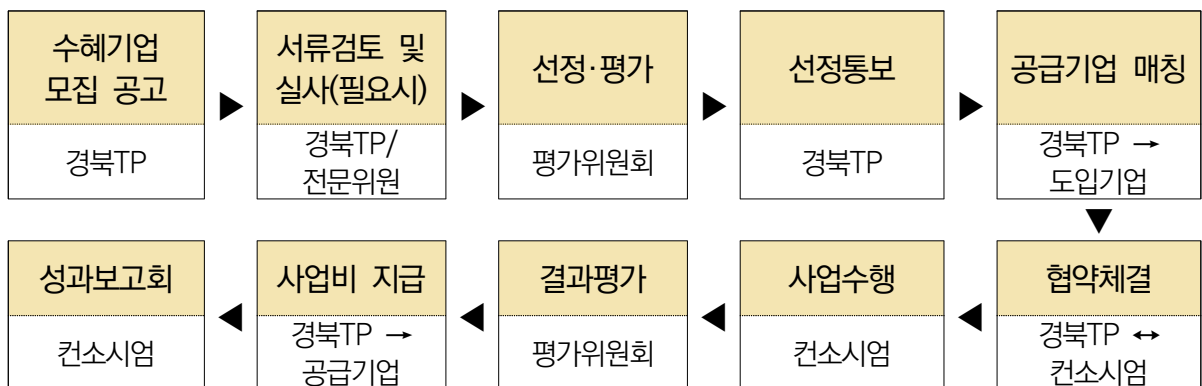 수혜기업
모집 공고
경북TP
▶
서류검토 및
실사(필요시)
경북TP/
전문위원
▶
선정·평가
평가위원회
▶
선정통보
경북TP
▶
공급기업 매칭
경북TP →
도입기업
▼
협약체결
경북TP ↔
컨소시엄
◀
사업수행
컨소시엄
◀
결과평가
평가위원회
◀
사업비 지급
경북TP →
공급기업
◀
성과보고회
컨소시엄